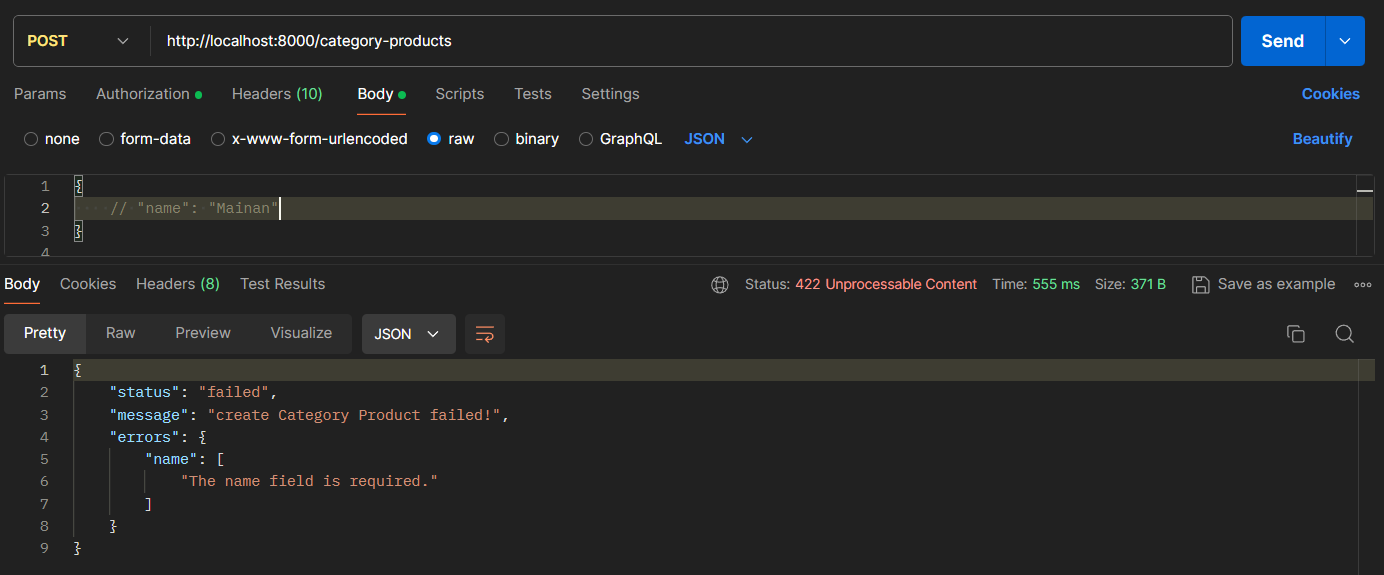 POST http://localhost:8000/category-products Send
Params Authorization Headers (10) Body Scripts Tests Settings Cookies
none form-data x-www-form-urlencoded raw binary GraphQL JSON Beautify
1 {
2 // "name": "Mainan"
3 }
4
Body Cookies Headers (8) Test Results Status: 422 Unprocessable Content Time: 555 ms Size: 371 B Save as example
Pretty Raw Preview Visualize JSON
1 {
2 "status": "failed",
3 "message": "create Category Product failed!",
4 "errors": {
5 "name": [
6 "The name field is required."
7 ]
8 }
9 }